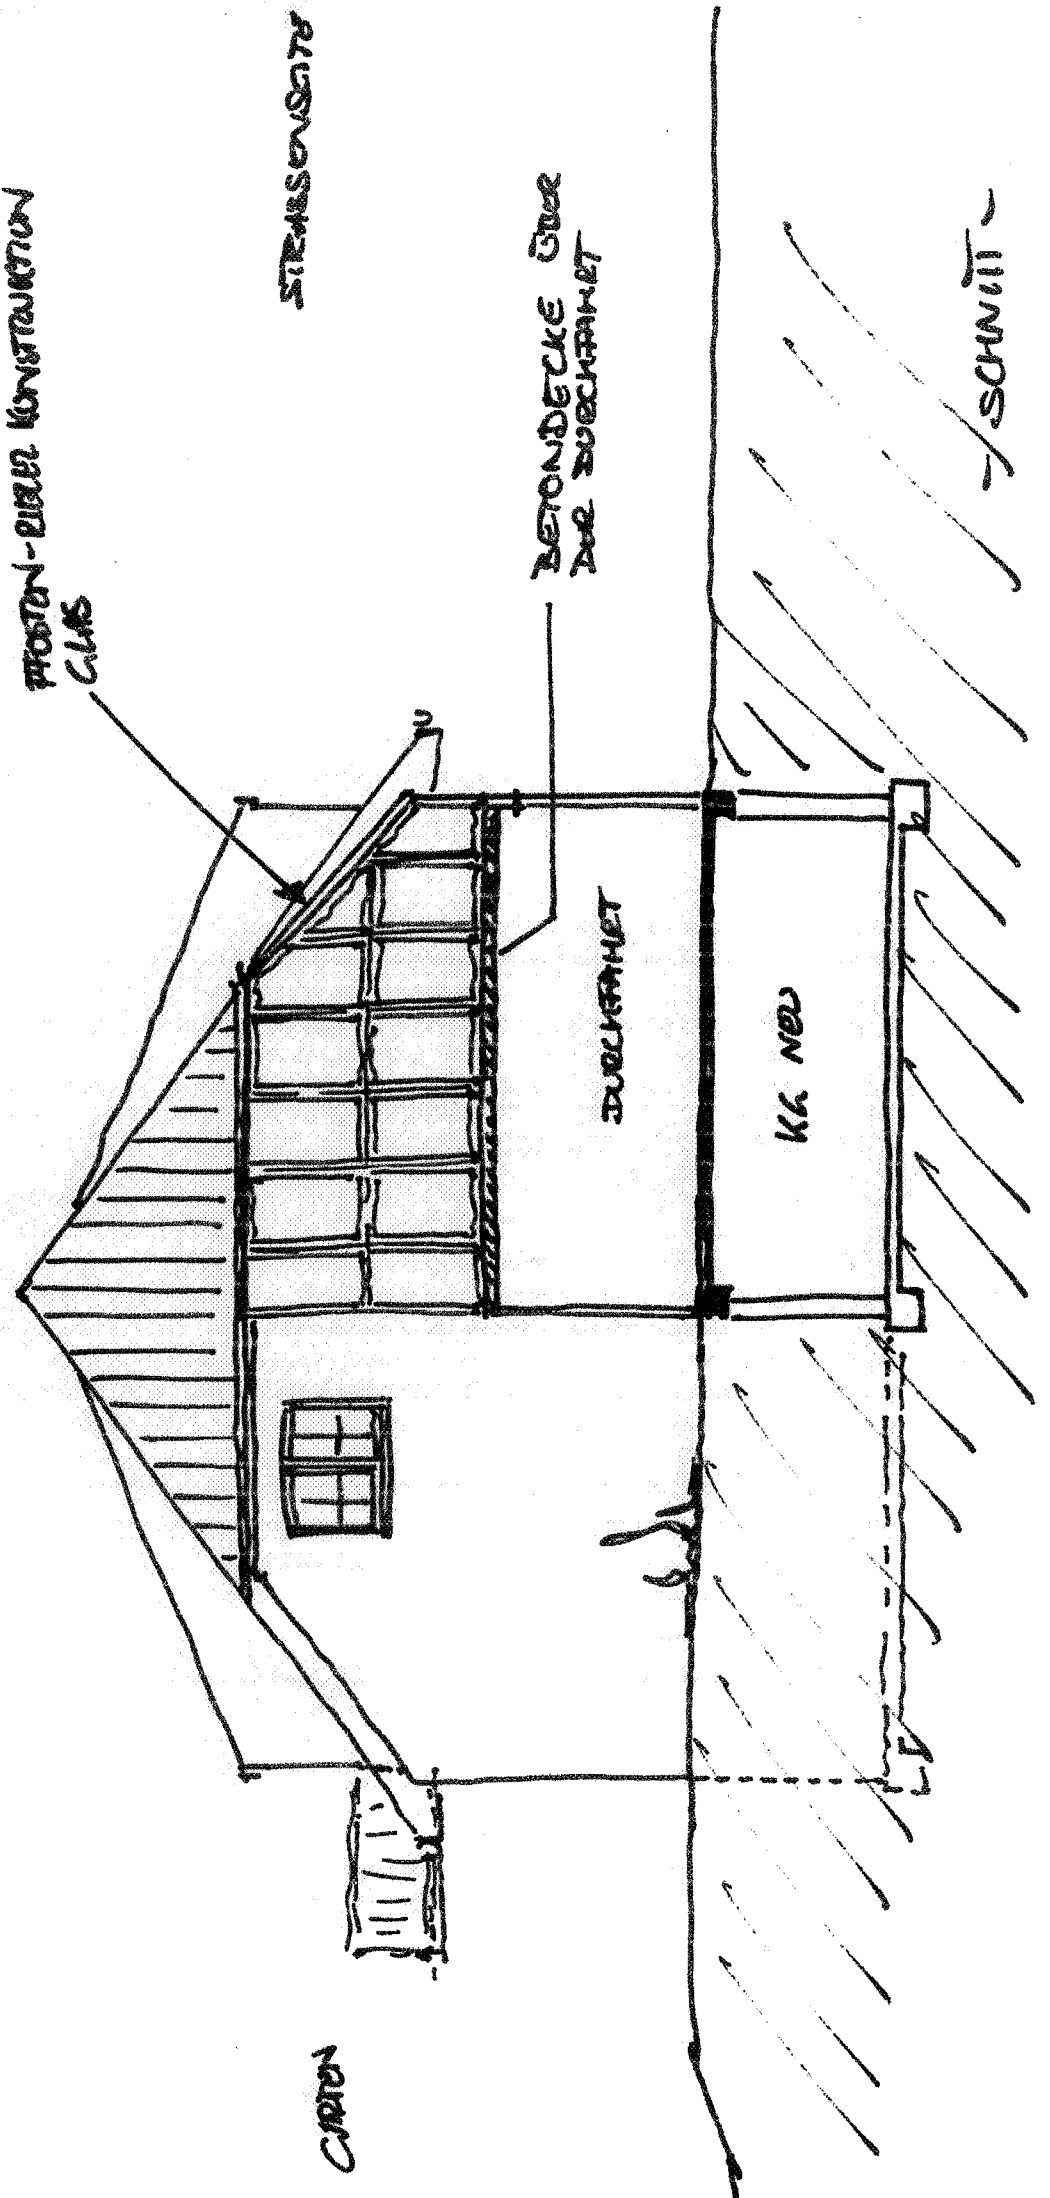 PFOSTEN-RIEGEL KONSTRUKTION
GLAS
STRASSENSEITE
BETONDECKE ÜBER
DER DURCHFAHRT
DURCHFAHRT
KG NEU
GARTEN
- SCHNITT -